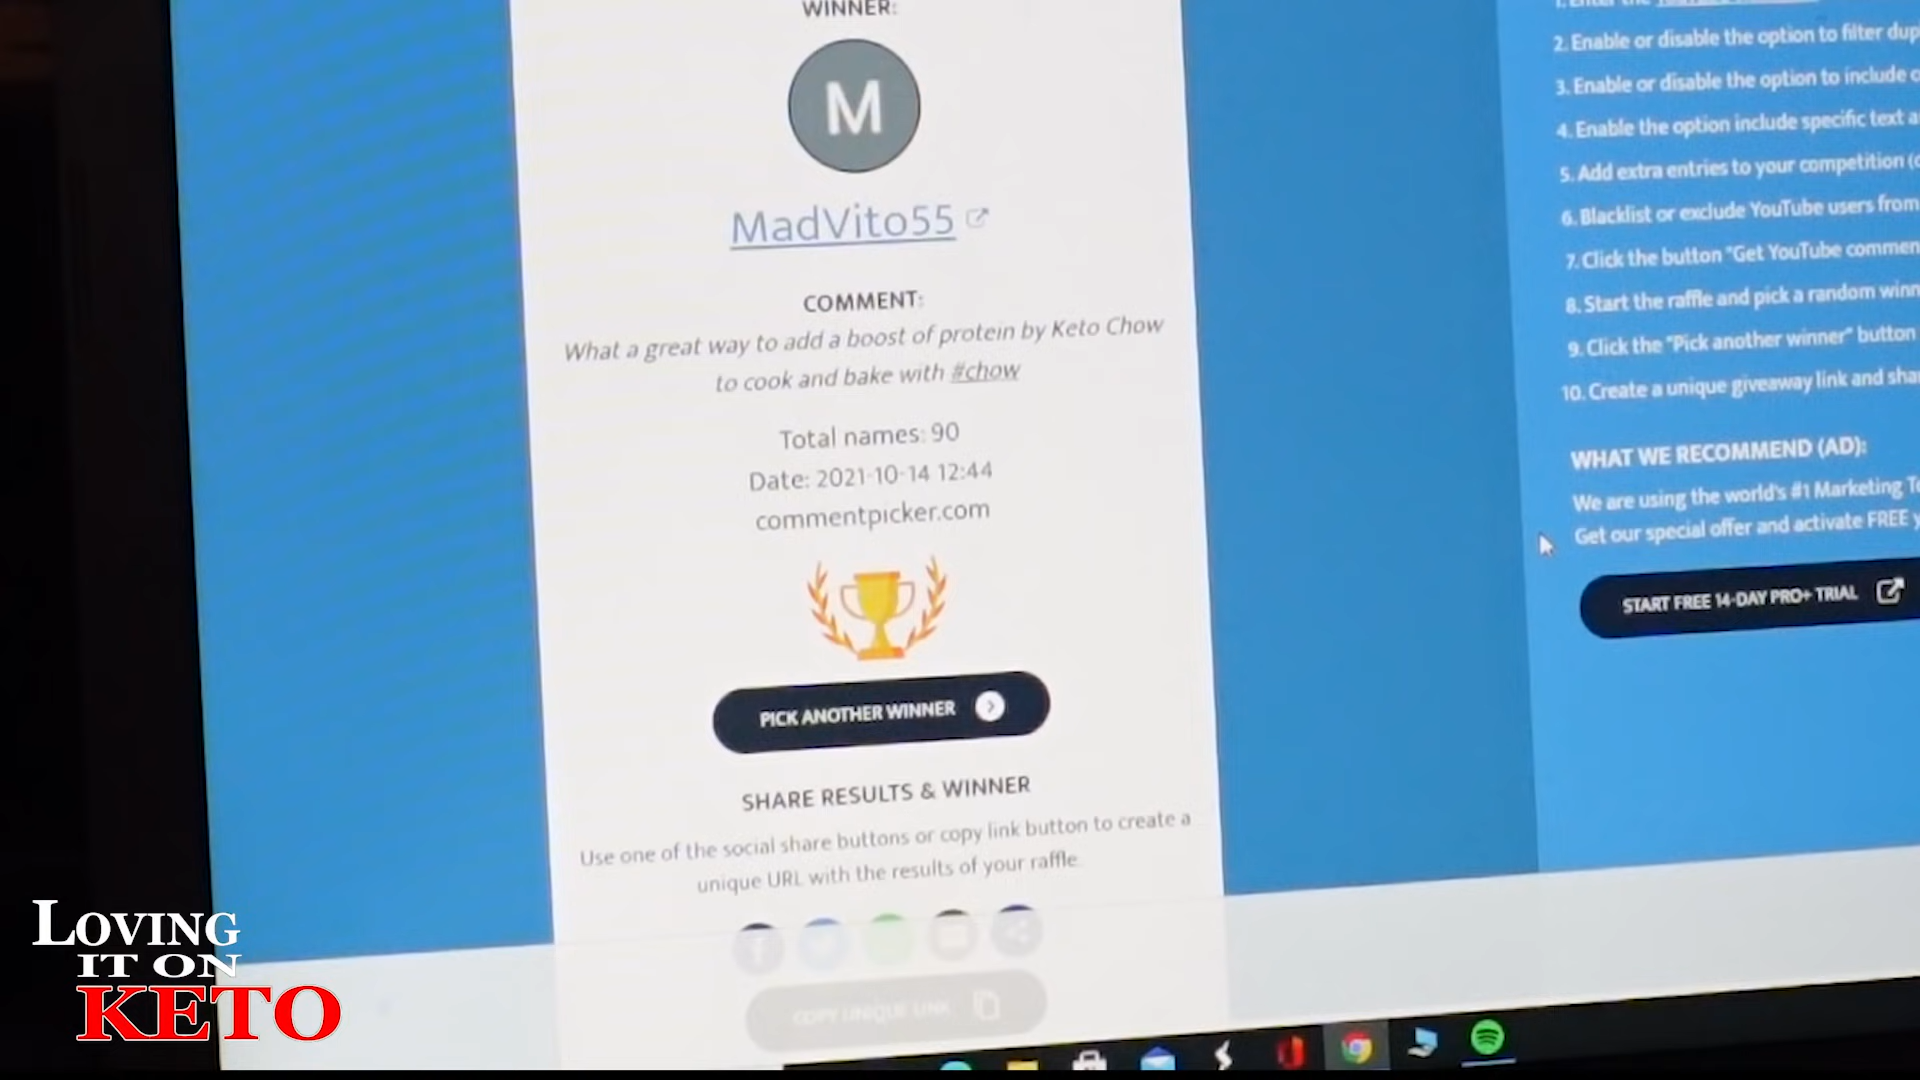 WINNER:
M
MadVito55
COMMENT:
What a great way to add a boost of protein by Keto Chow
to cook and bake with #chow
Total names: 90
Date: 2021-10-14 12:44
commentpicker.com
PICK ANOTHER WINNER
SHARE RESULTS & WINNER
Use one of the social share buttons or copy link button to create a
unique URL with the results of your raffle.
COPY UNIQUE LINK
2. Enable or disable the option to filter
3. Enable or disable the option to include
4. Enable the option include specific text
5. Add extra entries to your competition
6. Blacklist or exclude YouTube users from
7. Click the button "Get YouTube
8. Start the raffle and pick a random
9. Click the "Pick another winner" button
10. Create a unique giveaway link and
WHAT WE RECOMMEND (AD):
We are using the world's #1 Marketing
Get our special offer and activate FREE
START FREE 14-DAY PRO+ TRIAL
LOVING
IT ON
KETO